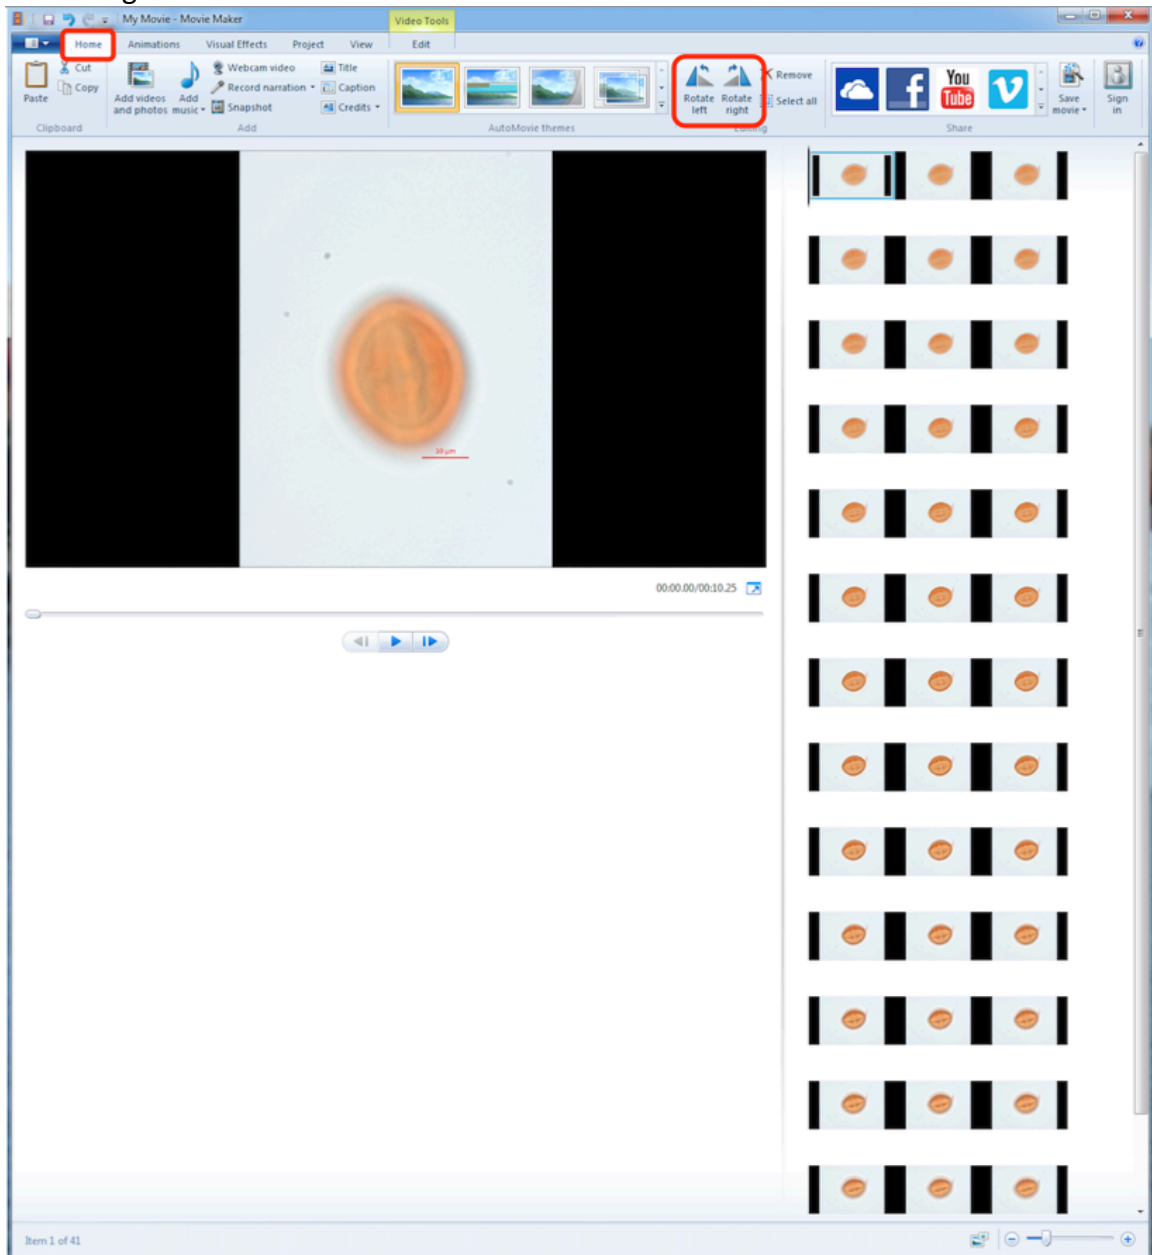 My Movie - Movie Maker
Video Tools
Home Animations Visual Effects Project View Edit
Paste
Cut
Copy
Clipboard
Add videos and photos
Add music
Webcam video
Record narration
Snapshot
Title
Caption
Credits
Add
AutoMovie themes
Rotate left
Rotate right
Remove
Select all
Editing
You Tube
Share
Save movie
Sign in
10 µm
00:00.00/00:10.25
Item 1 of 41